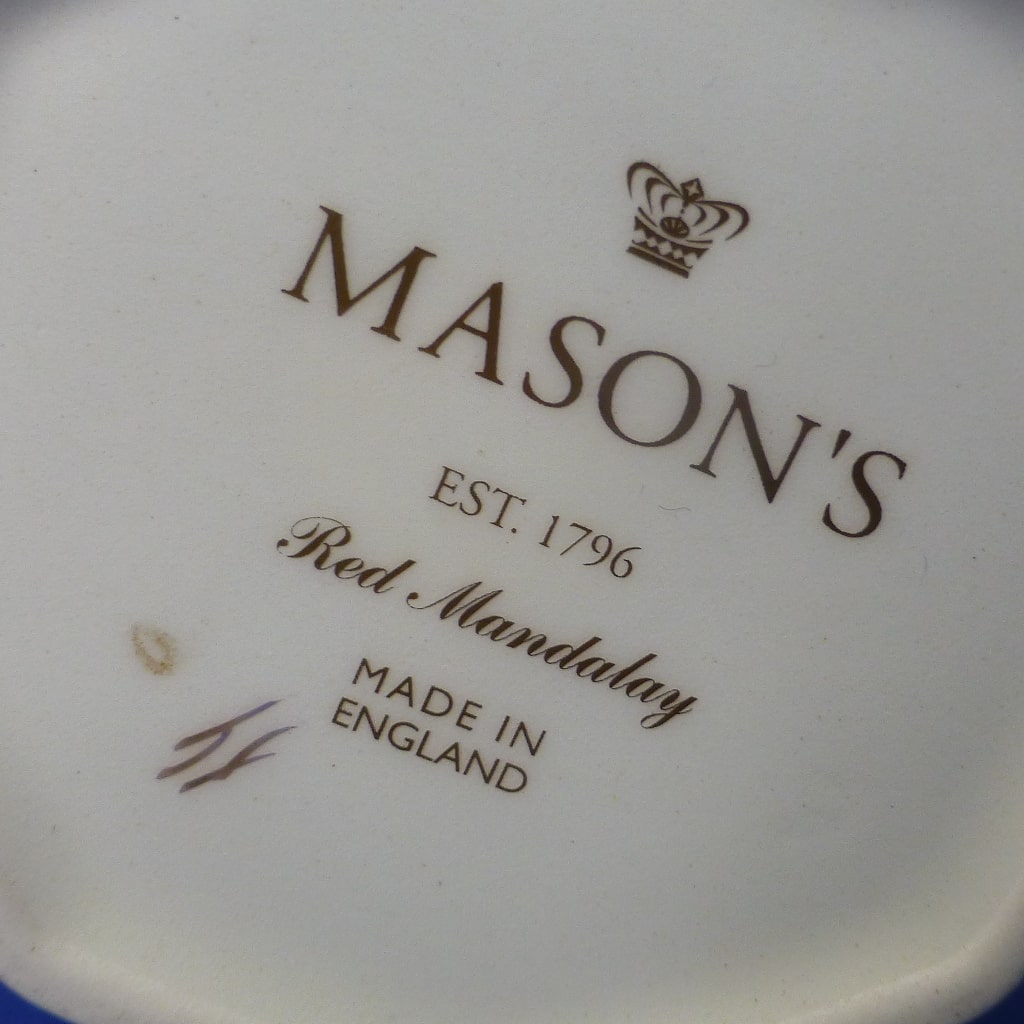 MASON'S
EST. 1796
Red Mandalay
MADE IN
ENGLAND